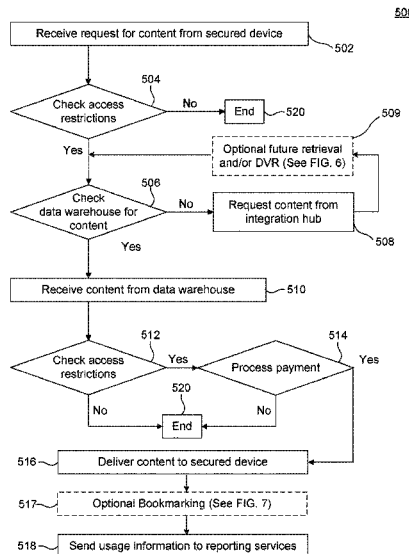 500
Receive request for content from secured device
502
504
Check access
restrictions
No
End
520
509
Yes
Optional future retrieval
and/or DVR (See FIG. 6)
506
Check
data warehouse for
content
No
Request content from
integration hub
508
Yes
Receive content from data warehouse
510
512
Check access
restrictions
Yes
514
Process payment
Yes
No
520
End
No
516
Deliver content to secured device
517
Optional Bookmarking (See FIG. 7)
518
Send usage information to reporting services